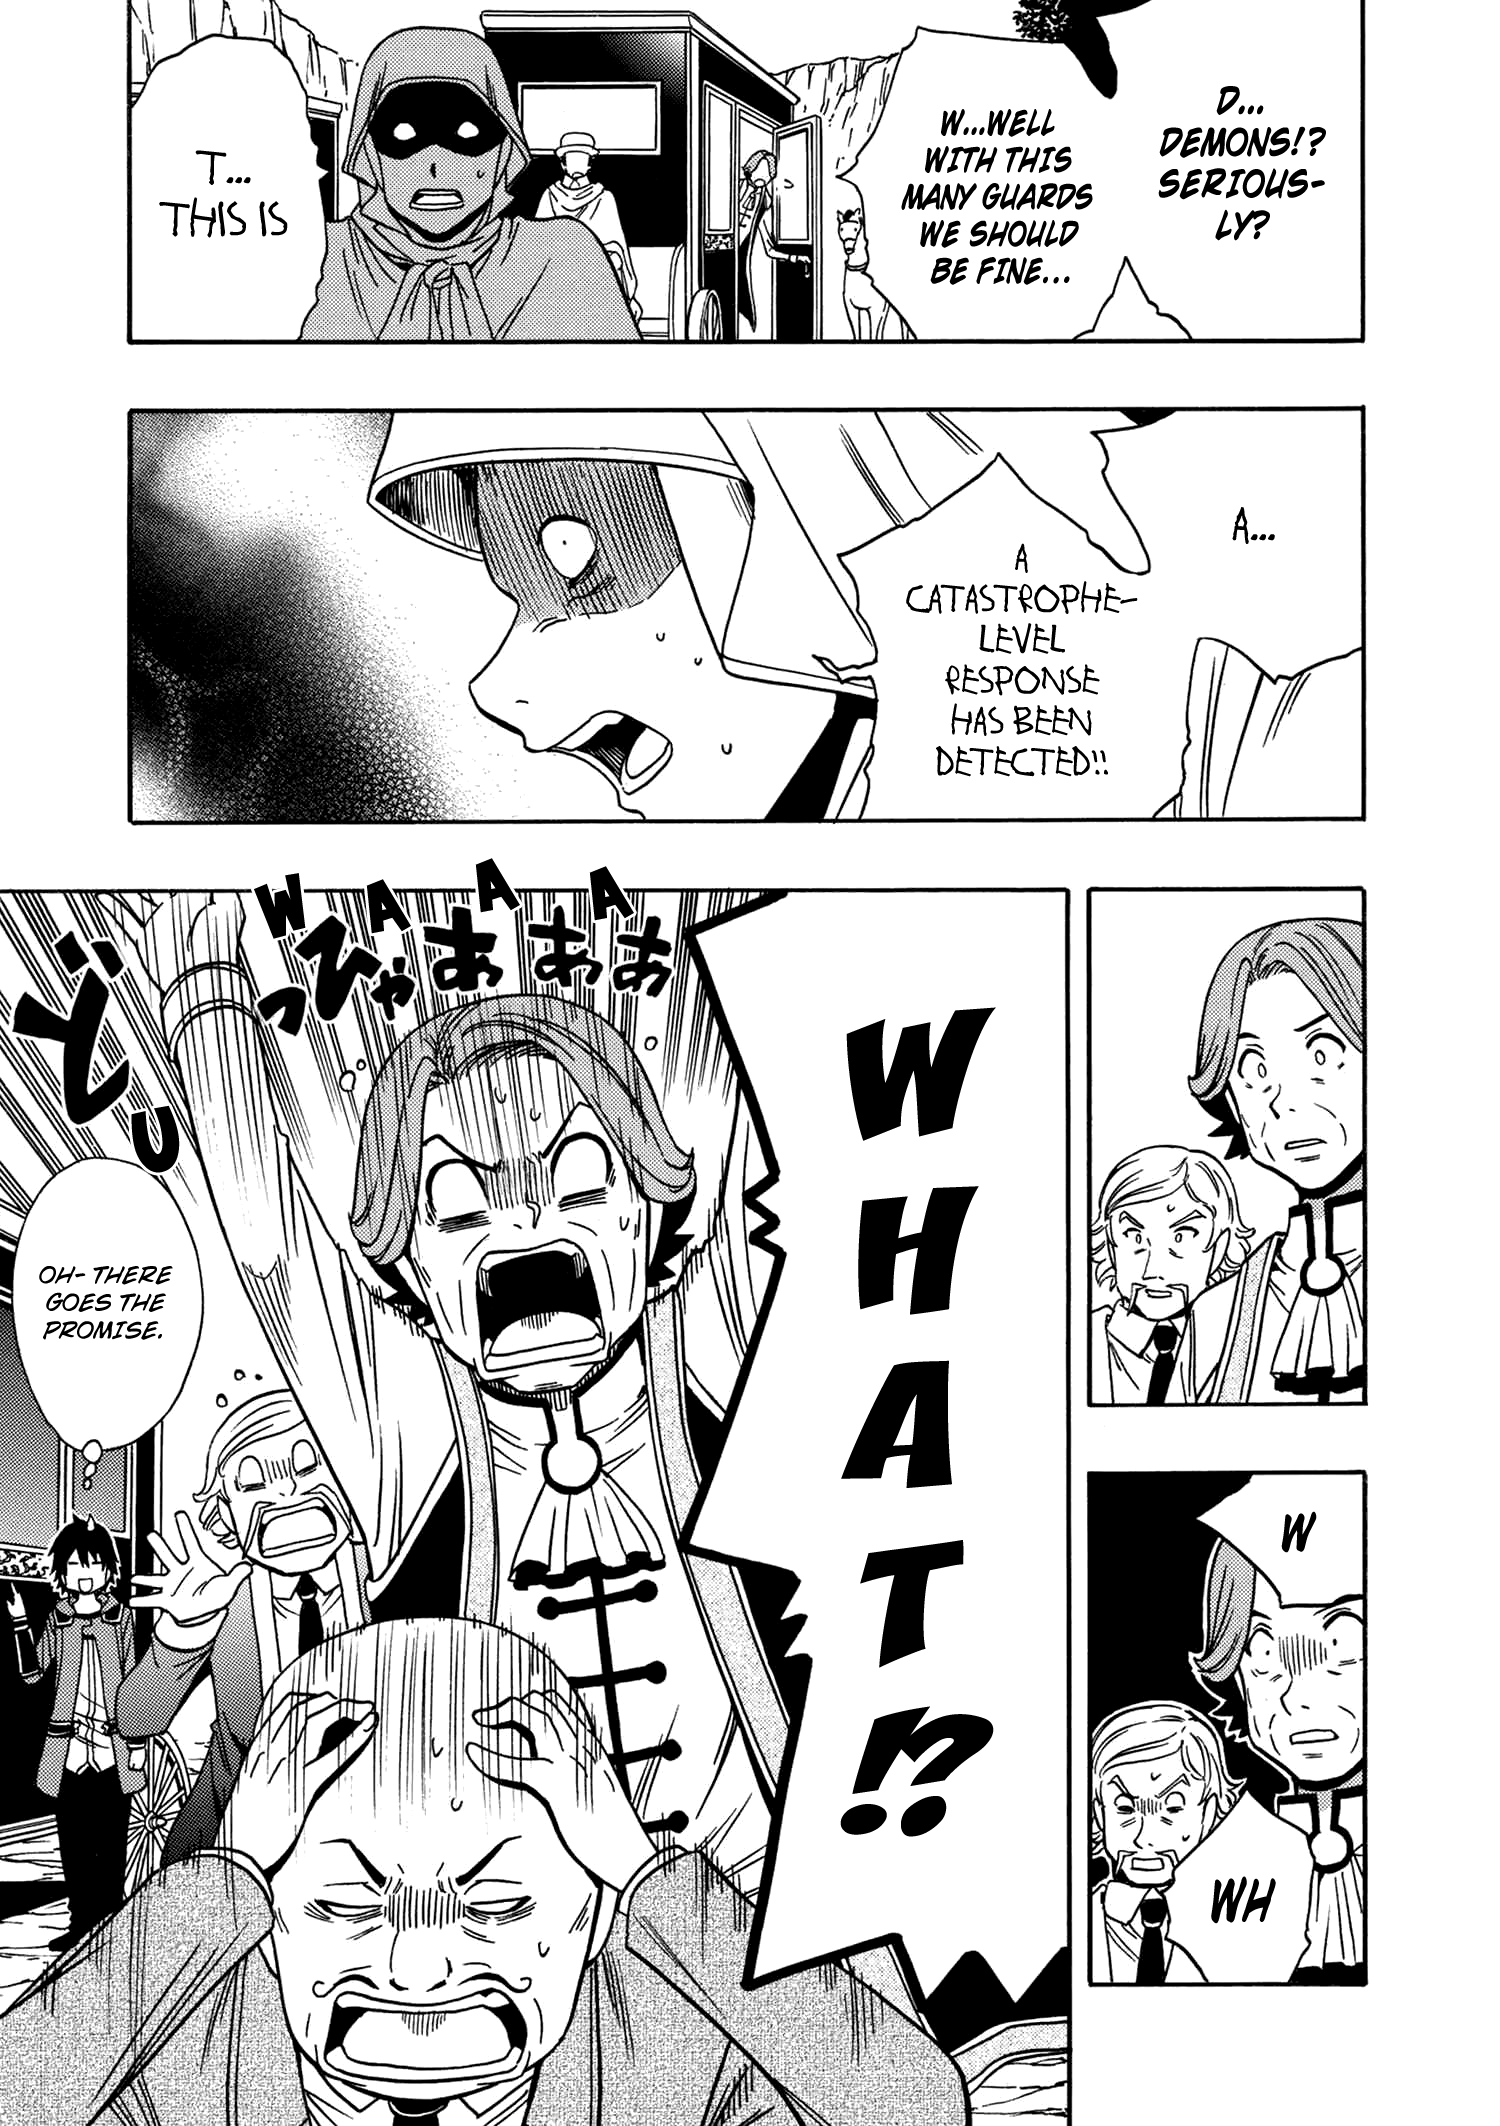 D...
DEMONS!?
SERIOUS-
LY?
W...WELL
WITH THIS
MANY GUARDS
WE SHOULD
BE FINE...
T...
THIS IS
A...
A
CATASTROPHE-
LEVEL
RESPONSE
HAS BEEN
DETECTED!!
W
WH
WHAT!?
WAAA
っひゃあああ
ど
U
OH- THERE
GOES THE
PROMISE.